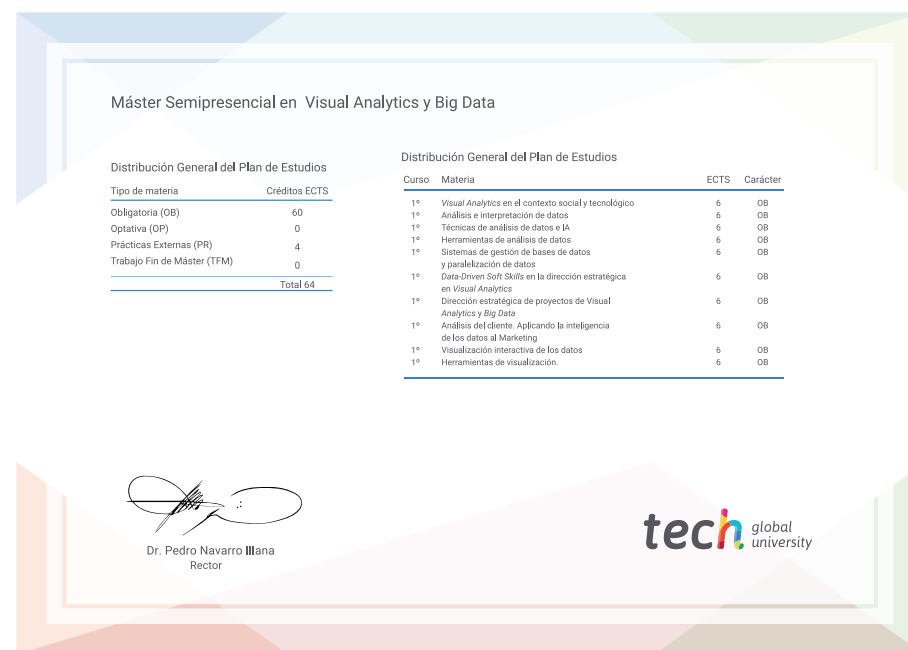 Máster Semipresencial en Visual Analytics y Big Data
Distribución General del Plan de Estudios
Tipo de materia Créditos ECTS
Obligatoria (OB) 60
Optativa (OP) 0
Prácticas Externas (PR) 4
Trabajo Fin de Máster (TFM) 0
Total 64
Distribución General del Plan de Estudios
Curso Materia ECTS Carácter
1º Visual Analytics en el contexto social y tecnológico 6 OB
1º Análisis e interpretación de datos 6 OB
1º Técnicas de análisis de datos e IA 6 OB
1º Herramientas de análisis de datos 6 OB
1º Sistemas de gestión de bases de datos 6 OB
y paralelización de datos
1º Data-Driven Soft Skills en la dirección estratégica 6 OB
en Visual Analytics
1º Dirección estratégica de proyectos de Visual 6 OB
Analytics y Big Data
1º Análisis del cliente. Aplicando la inteligencia 6 OB
de los datos al Marketing
1º Visualización interactiva de los datos 6 OB
1º Herramientas de visualización. 6 OB
Dr. Pedro Navarro Illana
Rector
tech global
university